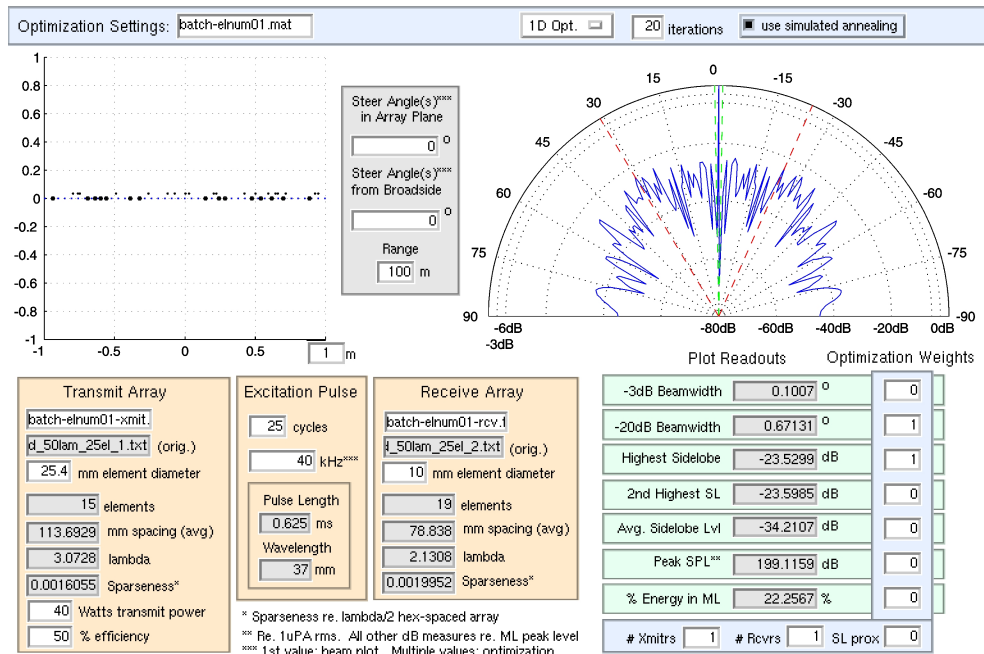 Optimization Settings: batch-elnum01.mat 1D Opt. 20 iterations use simulated annealing
1
0.8
0.6
0.4
0.2
0
-0.2
-0.4
-0.6
-0.8
-1
-1 -0.5 0 0.5 1 m
Steer Angle(s)***
in Array Plane
0 o
Steer Angle(s)***
from Broadside
0 o
Range
100 m
0
15 -15
30 -30
45 -45
60 -60
75 -75
90 -90
-6dB -80dB -60dB -40dB -20dB 0dB
-3dB
Plot Readouts Optimization Weights
Transmit Array
batch-elnum01-xmit.
d_50lam_25el_1.txt (orig.)
25.4 mm element diameter
15 elements
113.6929 mm spacing (avg)
3.0728 lambda
0.0016055 Sparseness*
40 Watts transmit power
50 % efficiency
Excitation Pulse
25 cycles
40 kHz***
Pulse Length
0.625 ms
Wavelength
37 mm
Receive Array
batch-elnum01-rcv.1
d_50lam_25el_2.txt (orig.)
10 mm element diameter
19 elements
78.838 mm spacing (avg)
2.1308 lambda
0.0019952 Sparseness*
* Sparseness re. lambda/2 hex-spaced array
** Re. 1uPA rms. All other dB measures re. ML peak level
*** 1st value: beam plot. Multiple values: optimization
-3dB Beamwidth 0.1007 o 0
-20dB Beamwidth 0.67131 o 1
Highest Sidelobe -23.5299 dB 1
2nd Highest SL -23.5985 dB 0
Avg. Sidelobe Lvl -34.2107 dB 0
Peak SPL** 199.1159 dB 0
% Energy in ML 22.2567 % 0
# Xmitrs 1 # Rcvrs 1 SL prox 0